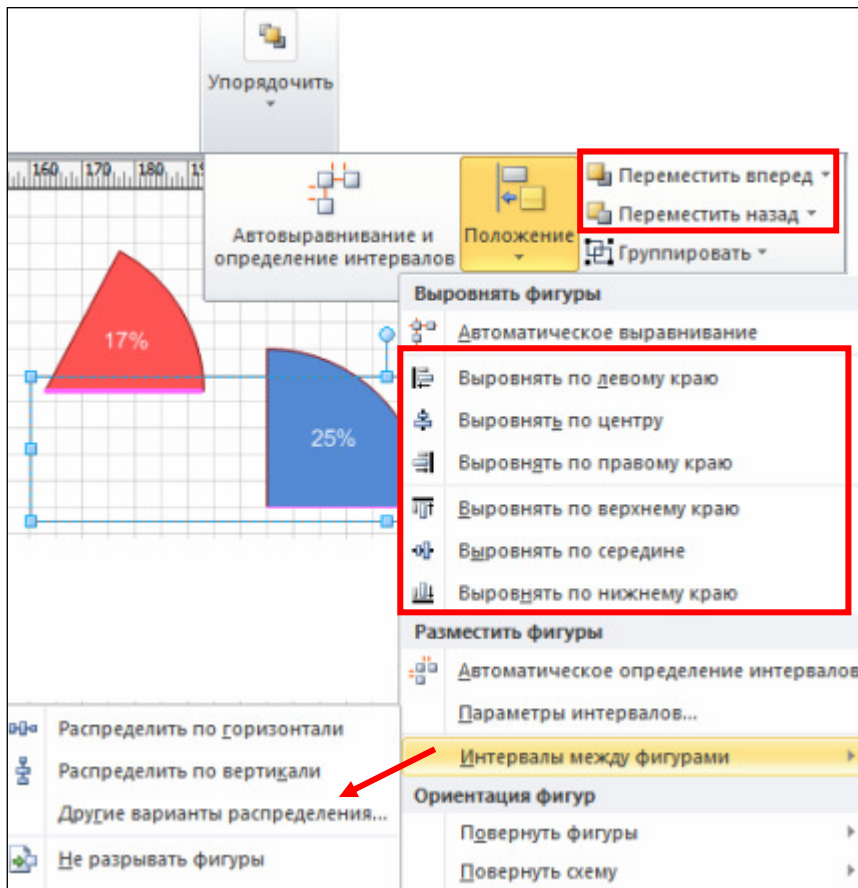 Упорядочить
160 170 180 19
Автовыравнивание и
определение интервалов
Положение
Переместить вперед
Переместить назад
Группировать
17%
25%
Выровнять фигуры
Автоматическое выравнивание
Выровнять по левому краю
Выровнять по центру
Выровнять по правому краю
Выровнять по верхнему краю
Выровнять по середине
Выровнять по нижнему краю
Разместить фигуры
Автоматическое определение интервалов
Параметры интервалов...
Интервалы между фигурами
Распределить по горизонтали
Распределить по вертикали
Другие варианты распределения...
Не разрывать фигуры
Ориентация фигур
Повернуть фигуры
Повернуть схему